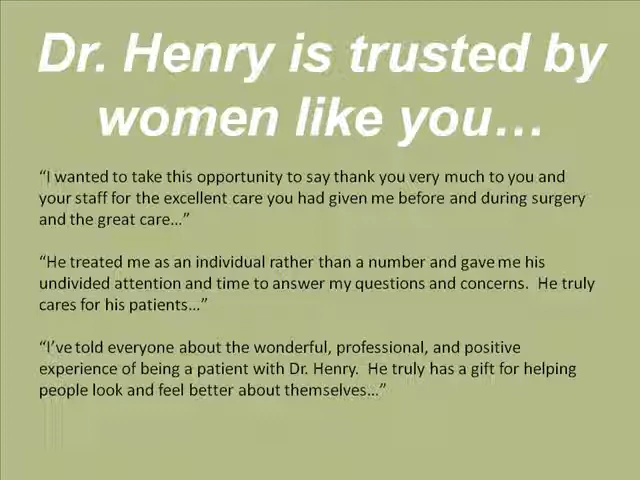 Dr. Henry is trusted by
women like you…
“I wanted to take this opportunity to say thank you very much to you and
your staff for the excellent care you had given me before and during surgery
and the great care…”
“He treated me as an individual rather than a number and gave me his
undivided attention and time to answer my questions and concerns.  He truly
cares for his patients…”
“I’ve told everyone about the wonderful, professional, and positive
experience of being a patient with Dr. Henry.  He truly has a gift for helping
people look and feel better about themselves…”